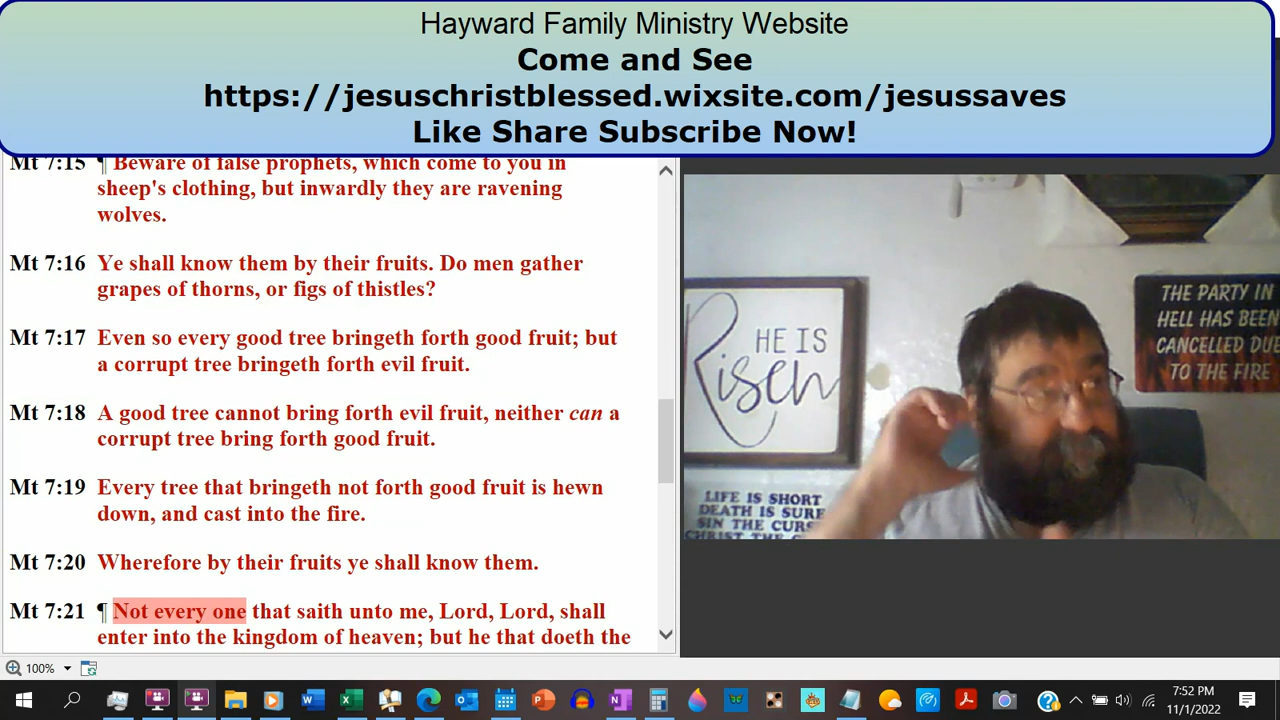 Hayward Family Ministry Website
Come and See
https://jesuschristblessed.wixsite.com/jesussaves
Like Share Subscribe Now!
Mt 7:15 ¶ Beware of false prophets, which come to you in
sheep's clothing, but inwardly they are ravening
wolves.
Mt 7:16 Ye shall know them by their fruits. Do men gather
grapes of thorns, or figs of thistles?
Mt 7:17 Even so every good tree bringeth forth good fruit; but
a corrupt tree bringeth forth evil fruit.
Mt 7:18 A good tree cannot bring forth evil fruit, neither can a
corrupt tree bring forth good fruit.
Mt 7:19 Every tree that bringeth not forth good fruit is hewn
down, and cast into the fire.
Mt 7:20 Wherefore by their fruits ye shall know them.
Mt 7:21 ¶ Not every one that saith unto me, Lord, Lord, shall
enter into the kingdom of heaven; but he that doeth the
HE IS
Risen
THE PARTY IN
HELL HAS BEEN
CANCELLED DUE
TO THE FIRE
LIFE IS SHORT
DEATH IS SURE
SIN THE CURS
CHRIST THE
100%
7:52 PM
11/1/2022